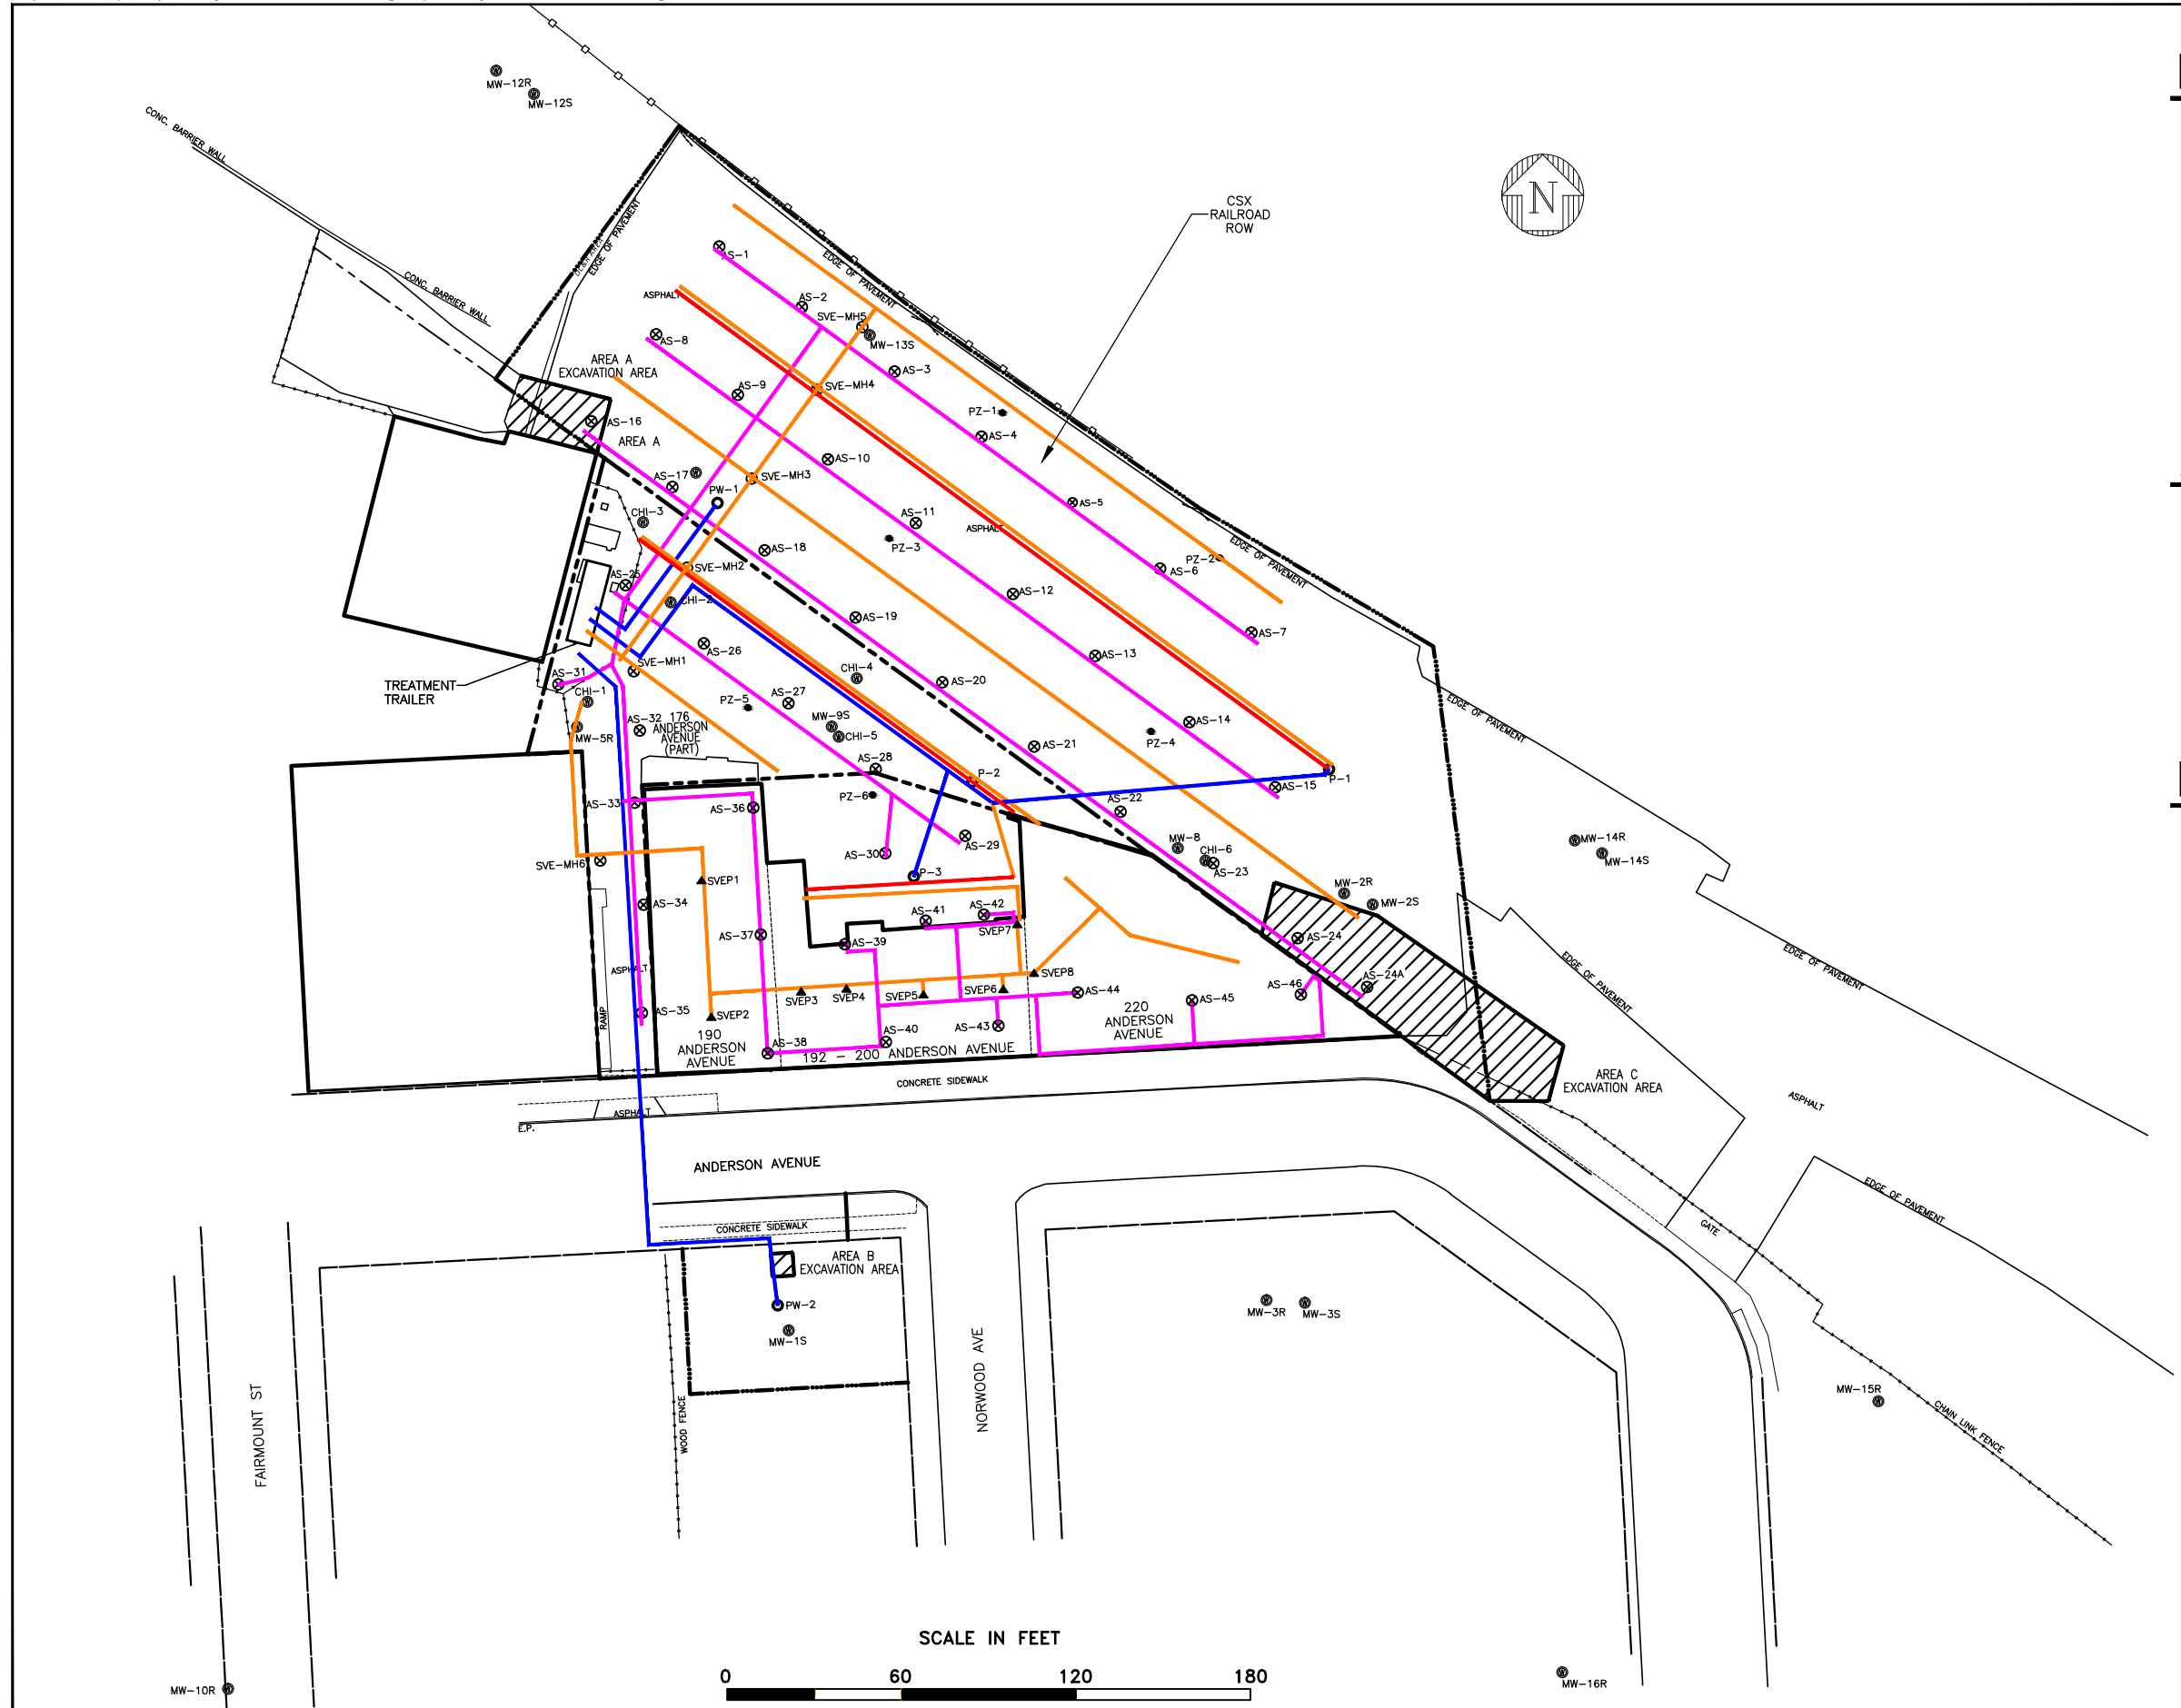 MW-12R
MW-12S
CONC. BARRIER WALL
CONC. BARRIER WALL
EDGE OF PAVEMENT
CSX
RAILROAD
ROW
N
AS-1
EDGE OF PAVEMENT
ASPHALT
AS-2
SVE-MH5
MW-13S
AS-8
AREA A
EXCAVATION AREA
AS-3
AS-9
SVE-MH4
PZ-1
AS-4
AS-16
AREA A
AS-10
AS-17
SVE-MH3
PW-1
AS-5
CHI-3
AS-11
ASPHALT
PZ-3
AS-18
EDGE OF PAVEMENT
PZ-2
AS-6
SVE-MH2
AS-25
CHI-2
AS-12
AS-19
AS-7
AS-26
AS-13
SVE-MH1
CHI-4
AS-31
TREATMENT
TRAILER
AS-20
CHI-1
PZ-5
AS-27
EDGE OF PAVEMENT
AS-32
176
ANDERSON
AVENUE
(PART)
MW-9S
CHI-5
MW-5R
AS-14
PZ-4
AS-21
AS-28
P-2
P-1
AS-15
PZ-6
AS-33
AS-36
AS-22
AS-29
MW-8
CHI-6
AS-23
MW-14R
MW-14S
AS-30
SVE-MH6
P-3
SVEP1
MW-2R
MW-2S
AS-34
AS-41
AS-42
SVEP7
AS-37
AS-39
AS-24
EDGE OF PAVEMENT
EDGE OF PAVEMENT
ASPHALT
SVEP8
AS-24A
SVEP3
SVEP4
SVEP5
SVEP6
AS-44
AS-45
AS-46
RAMP
AS-35
SVEP2
190
ANDERSON
AVENUE
AS-43
220
ANDERSON
AVENUE
AS-38
AS-40
192 - 200 ANDERSON AVENUE
CONCRETE SIDEWALK
AREA C
EXCAVATION AREA
ASPHALT
ASPHALT
E.P.
ANDERSON AVENUE
EDGE OF PAVEMENT
CONCRETE SIDEWALK
GATE
AREA B
EXCAVATION AREA
PW-2
MW-1S
MW-3R
MW-3S
FAIRMOUNT ST
WOOD FENCE
NORWOOD AVE
MW-15R
CHAIN LINK FENCE
SCALE IN FEET
0 60 120 180
MW-10R
MW-16R